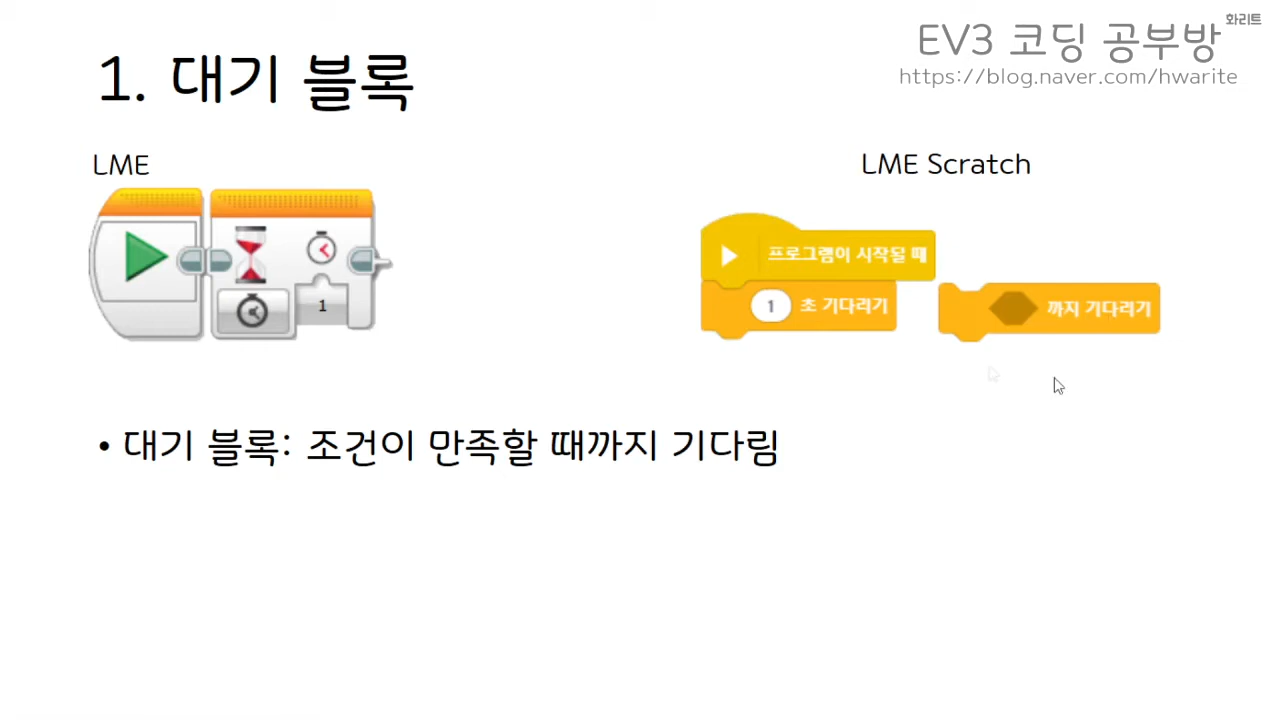 화리트
EV3 코딩 공부방
https://blog.naver.com/hwarite
1. 대기 블록
LME
LME Scratch
1
프로그램이 시작될 때
1 초 기다리기
까지 기다리기
• 대기 블록: 조건이 만족할 때까지 기다림